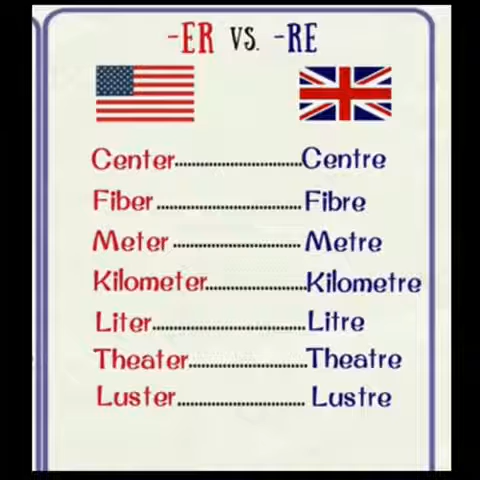 -ER VS. -RE
Center..............................Centre
Fiber ...............................Fibre
Meter ...........................Metre
Kilometer.....................Kilometre
Liter.................................Litre
Theater.........................Theatre
Luster........................... Lustre